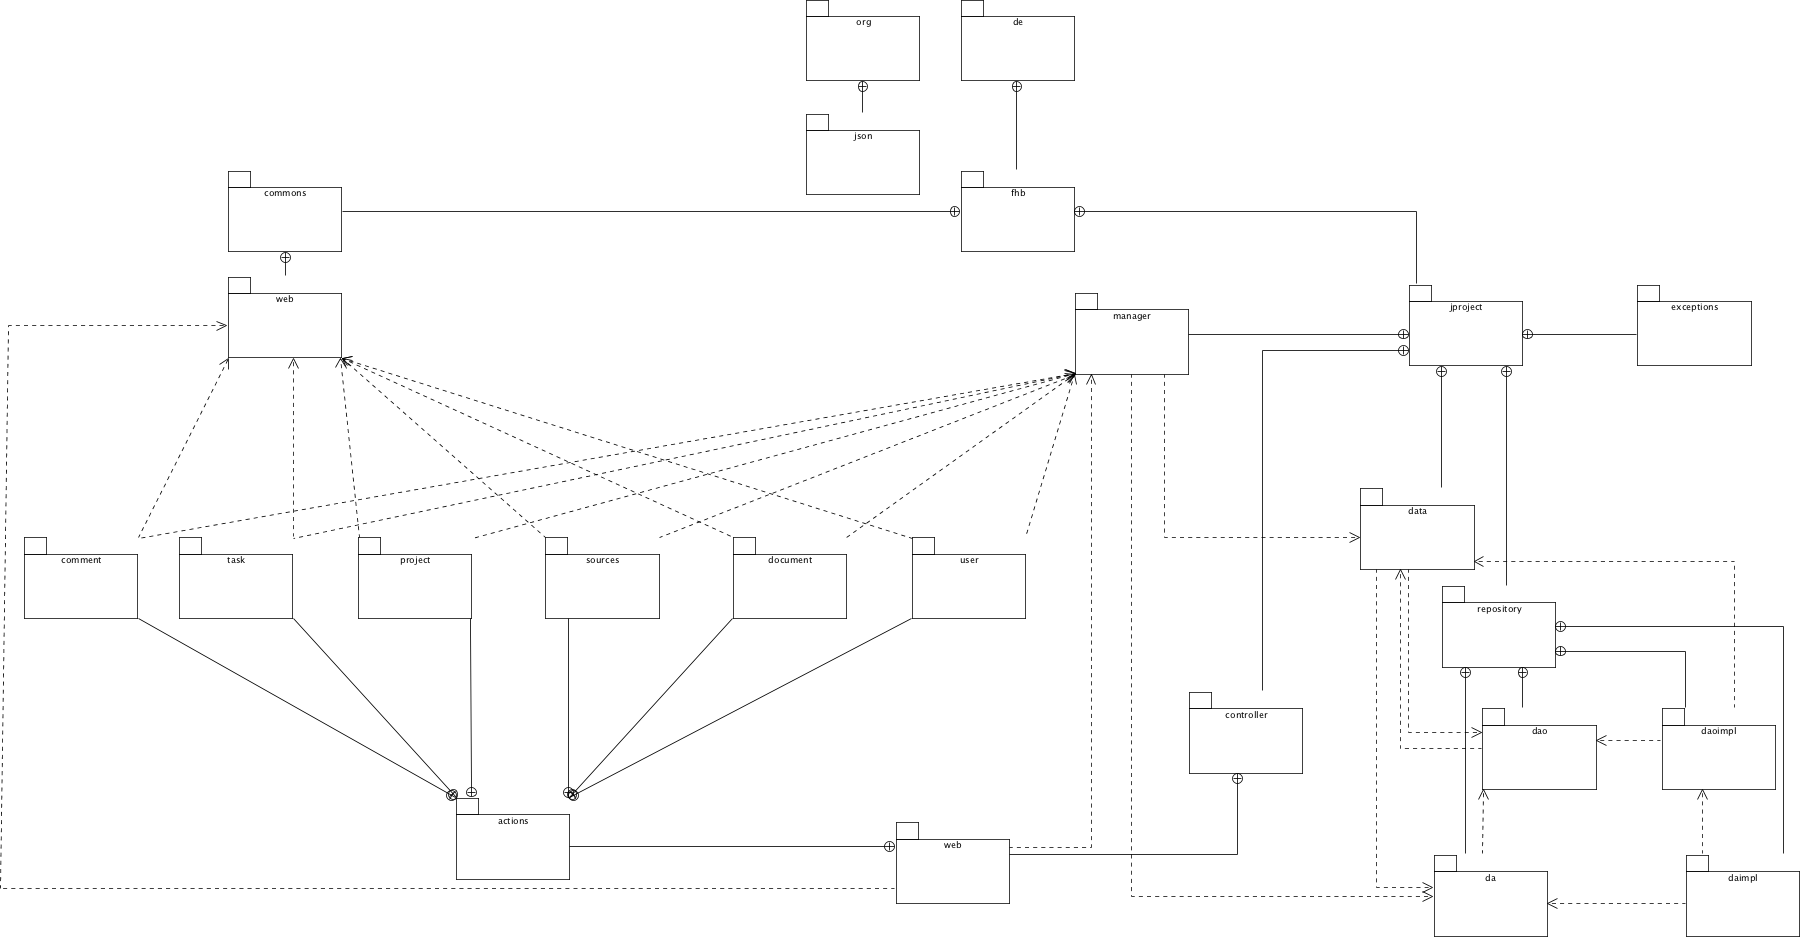 org
de
json
commons
fhb
web
manager
jproject
exceptions
data
comment
task
project
sources
document
user
repository
controller
dao
daoimpl
actions
web
da
daimpl